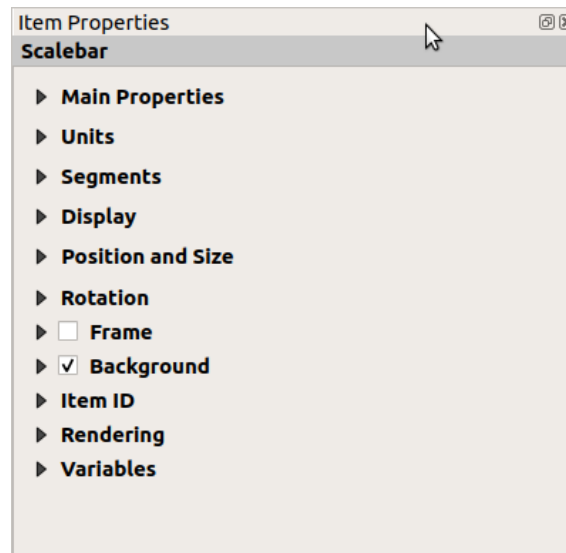 Item Properties
Scalebar
Main Properties
Units
Segments
Display
Position and Size
Rotation
Frame
Background
Item ID
Rendering
Variables